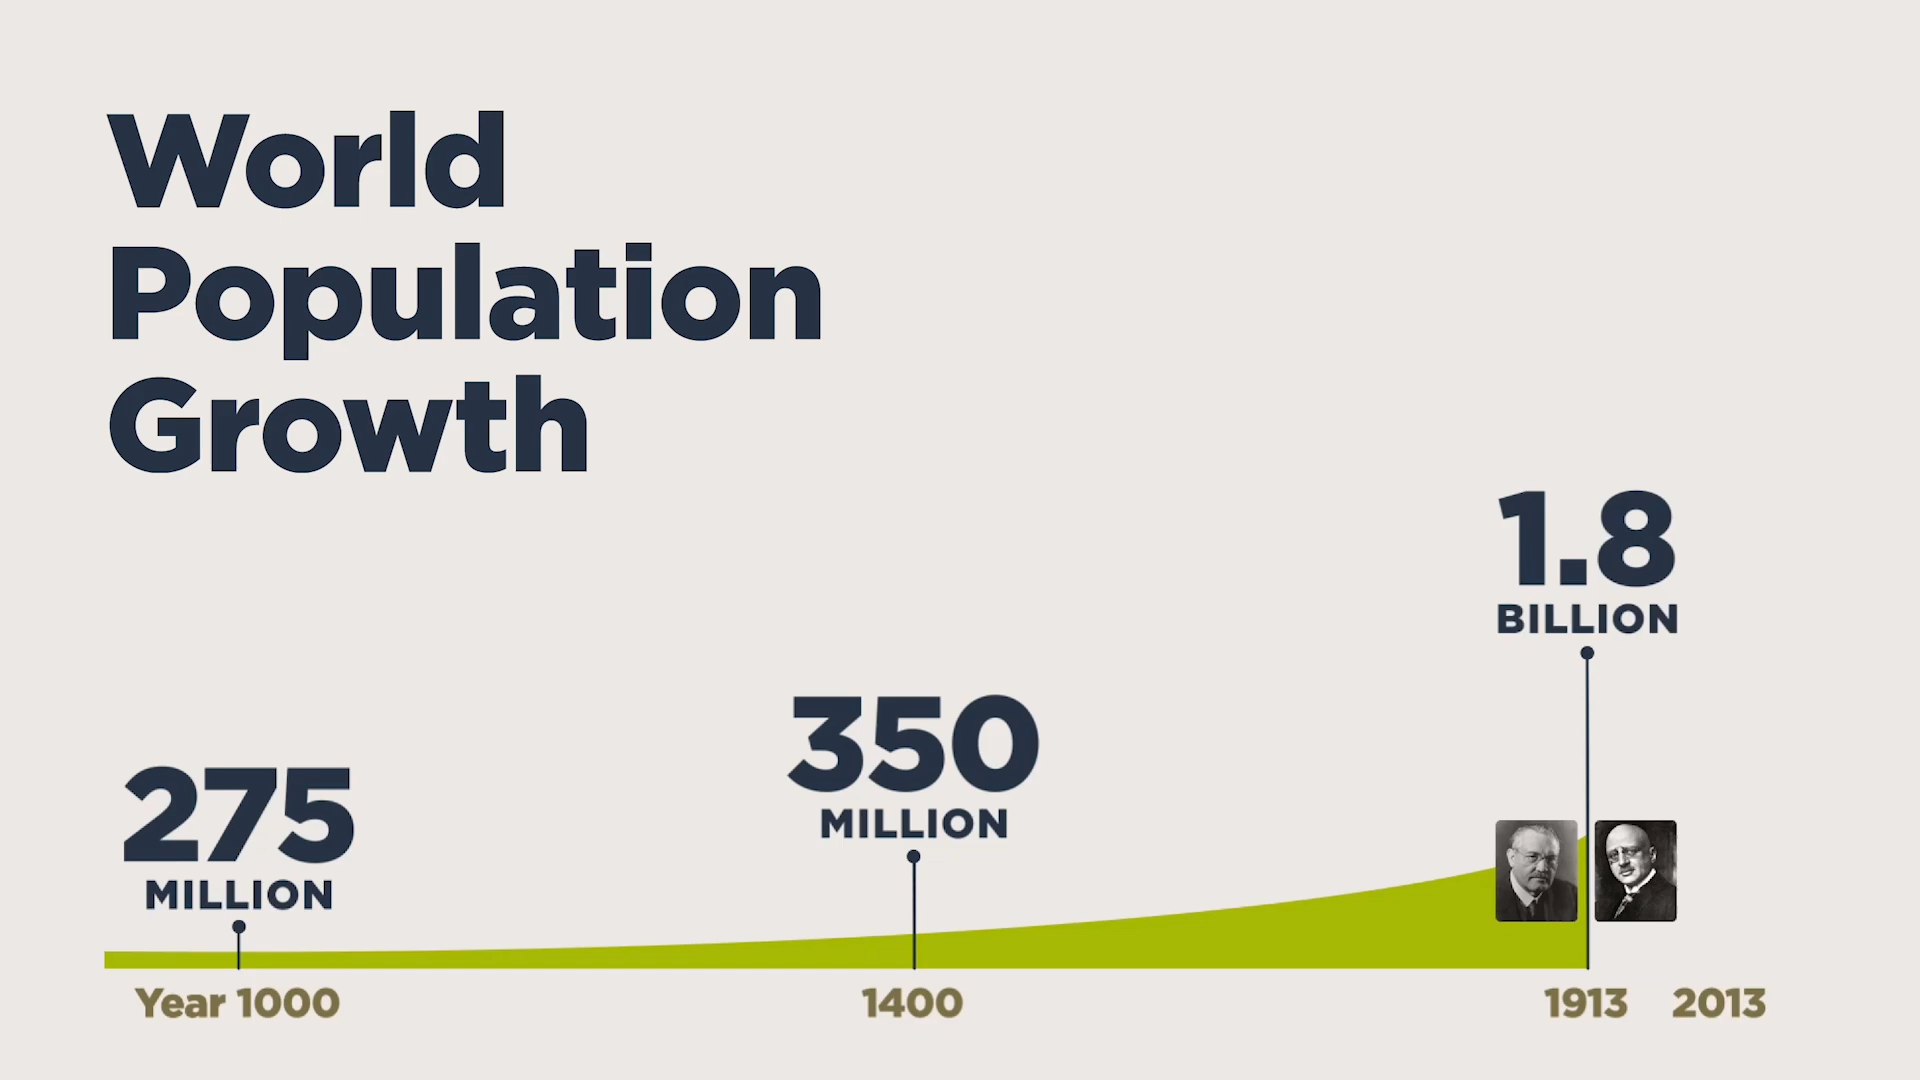 World
Population
Growth
1.8
BILLION
350
MILLION
275
MILLION
Year 1000
1400
1913
2013